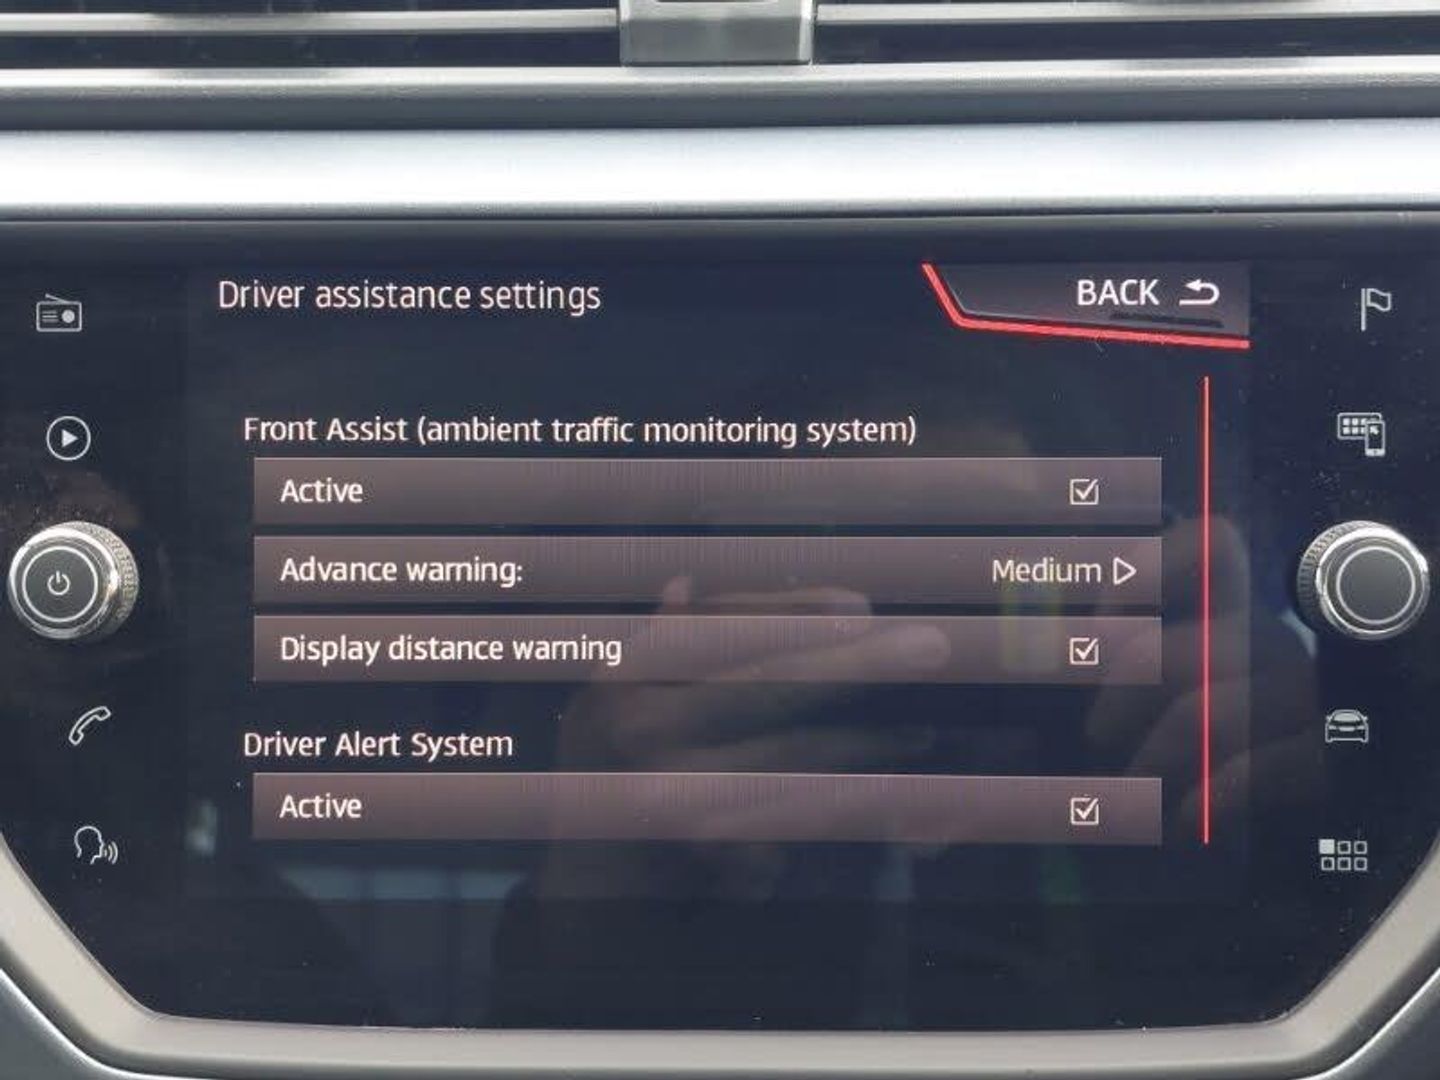 Driver assistance settings
BACK
Front Assist (ambient traffic monitoring system)
Active
Advance warning: Medium
Display distance warning
Driver Alert System
Active